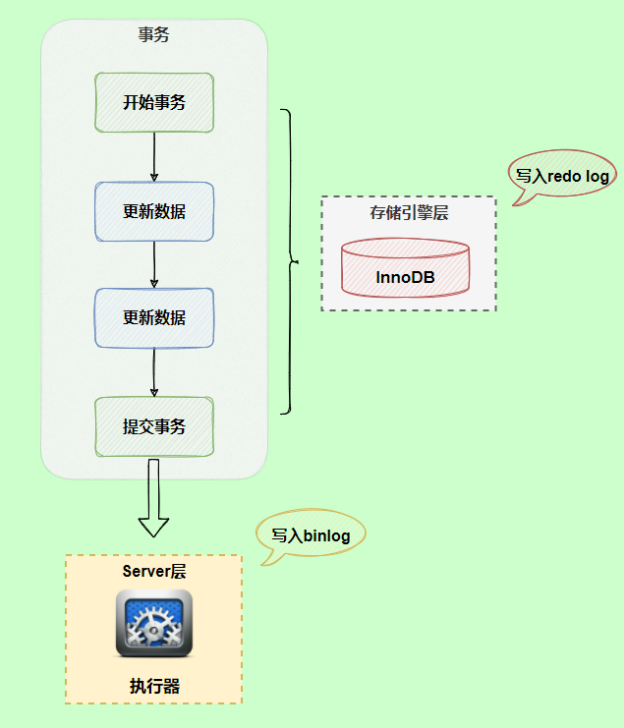 事务
开始事务
更新数据
更新数据
提交事务
写入redo log
存储引擎层
InnoDB
写入binlog
Server层
执行器